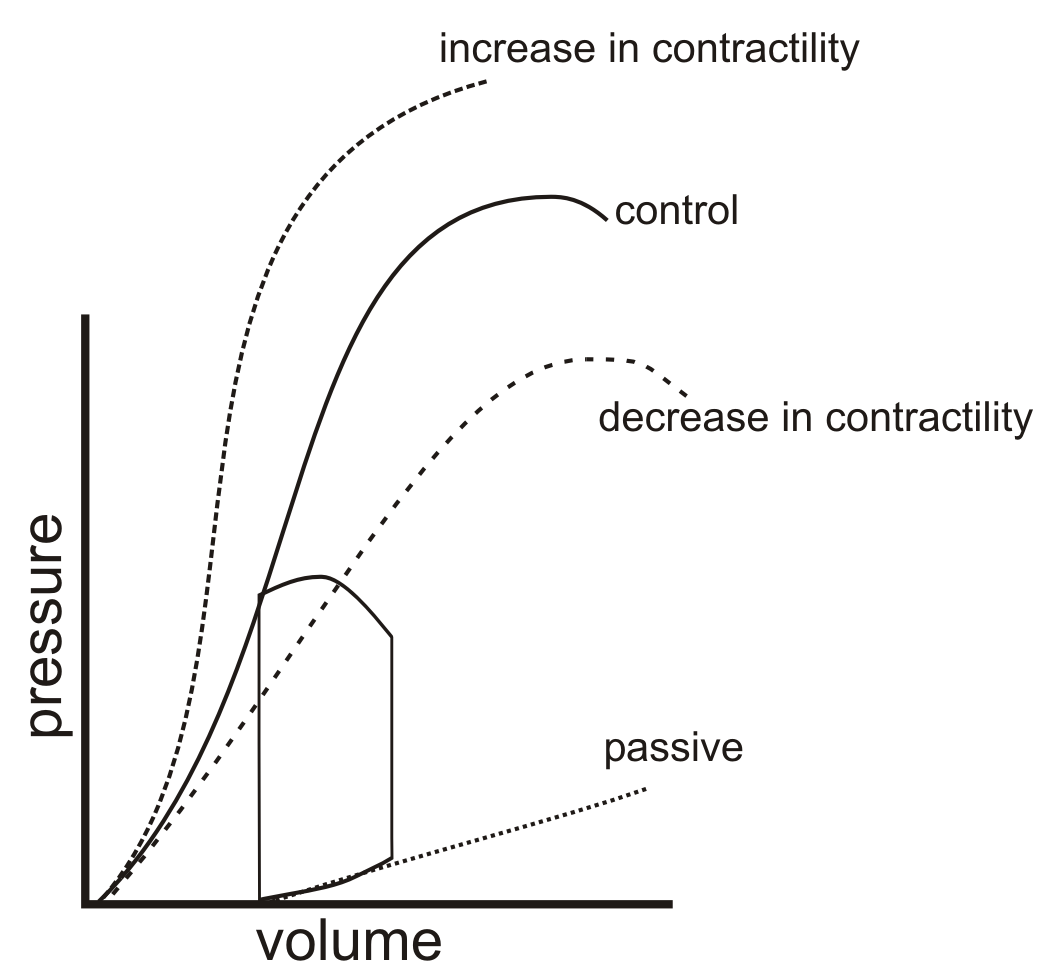 increase in contractility
control
decrease in contractility
pressure
passive
volume